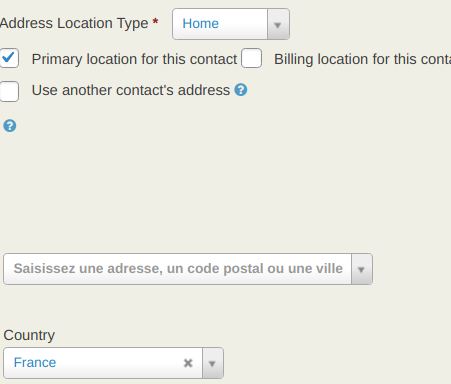 Address Location Type * Home
Primary location for this contact Billing location for this conta
Use another contact's address ?
?
Saisissez une adresse, un code postal ou une ville
Country
France